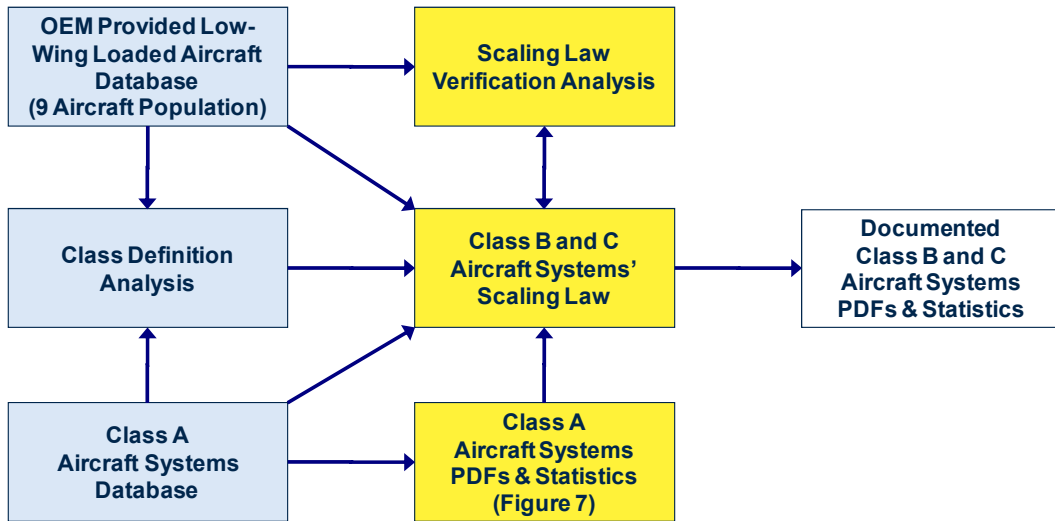 OEM Provided Low-
Wing Loaded Aircraft
Database
(9 Aircraft Population)
Scaling Law
Verification Analysis
Class Definition
Analysis
Class B and C
Aircraft Systems’
Scaling Law
Documented
Class B and C
Aircraft Systems
PDFs & Statistics
Class A
Aircraft Systems
Database
Class A
Aircraft Systems
PDFs & Statistics
(Figure 7)